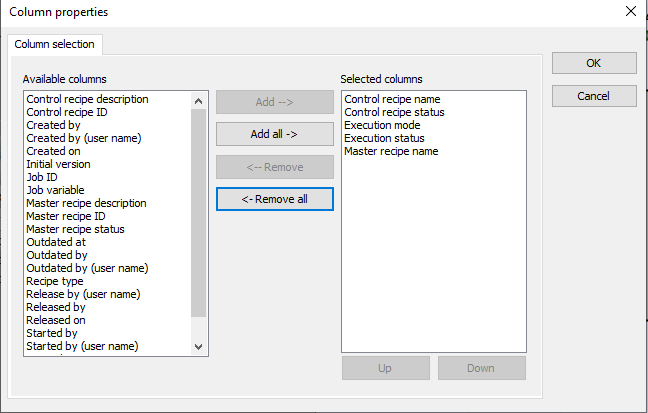 Column properties
Column selection
Available columns
Control recipe description
Control recipe ID
Created by
Created by (user name)
Created on
Initial version
Job ID
Job variable
Master recipe description
Master recipe ID
Master recipe status
Outdated at
Outdated by
Outdated by (user name)
Recipe type
Release by (user name)
Released by
Released on
Started by
Started by (user name)
Add -->
Add all ->
<-- Remove
<- Remove all
Selected columns
Control recipe name
Control recipe status
Execution mode
Execution status
Master recipe name
Up
Down
OK
Cancel